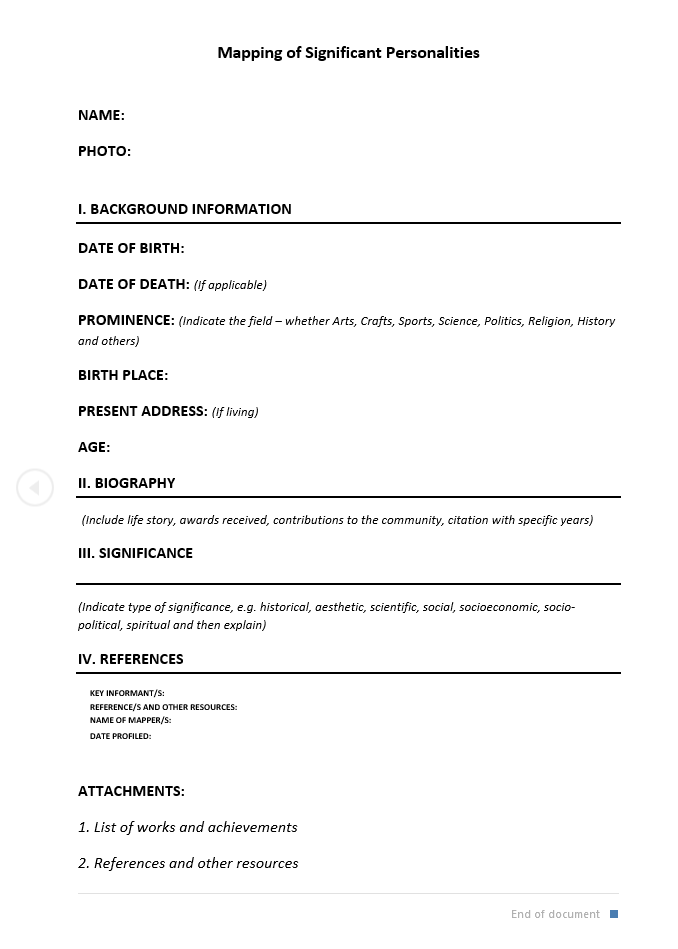 Mapping of Significant Personalities
NAME:
PHOTO:
I. BACKGROUND INFORMATION
DATE OF BIRTH:
DATE OF DEATH: (If applicable)
PROMINENCE: (Indicate the field – whether Arts, Crafts, Sports, Science, Politics, Religion, History
and others)
BIRTH PLACE:
PRESENT ADDRESS: (If living)
AGE:
II. BIOGRAPHY
(Include life story, awards received, contributions to the community, citation with specific years)
III. SIGNIFICANCE
(Indicate type of significance, e.g. historical, aesthetic, scientific, social, socioeconomic, socio-
political, spiritual and then explain)
IV. REFERENCES
KEY INFORMANT/S:
REFERENCE/S AND OTHER RESOURCES:
NAME OF MAPPER/S:
DATE PROFILED:
ATTACHMENTS:
1. List of works and achievements
2. References and other resources
End of document